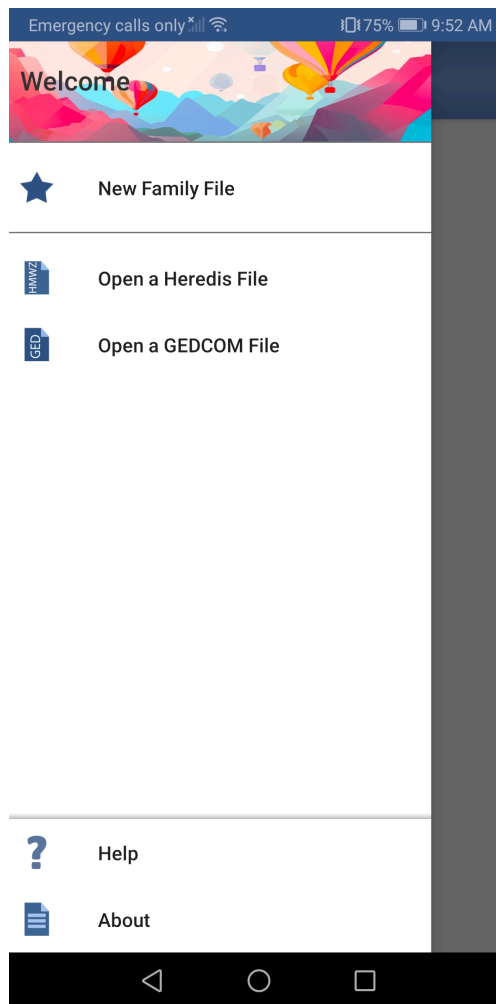 Emergency calls only 75% 9:52 AM
Welcome
New Family File
HMWZ Open a Heredis File
GED Open a GEDCOM File
? Help
About